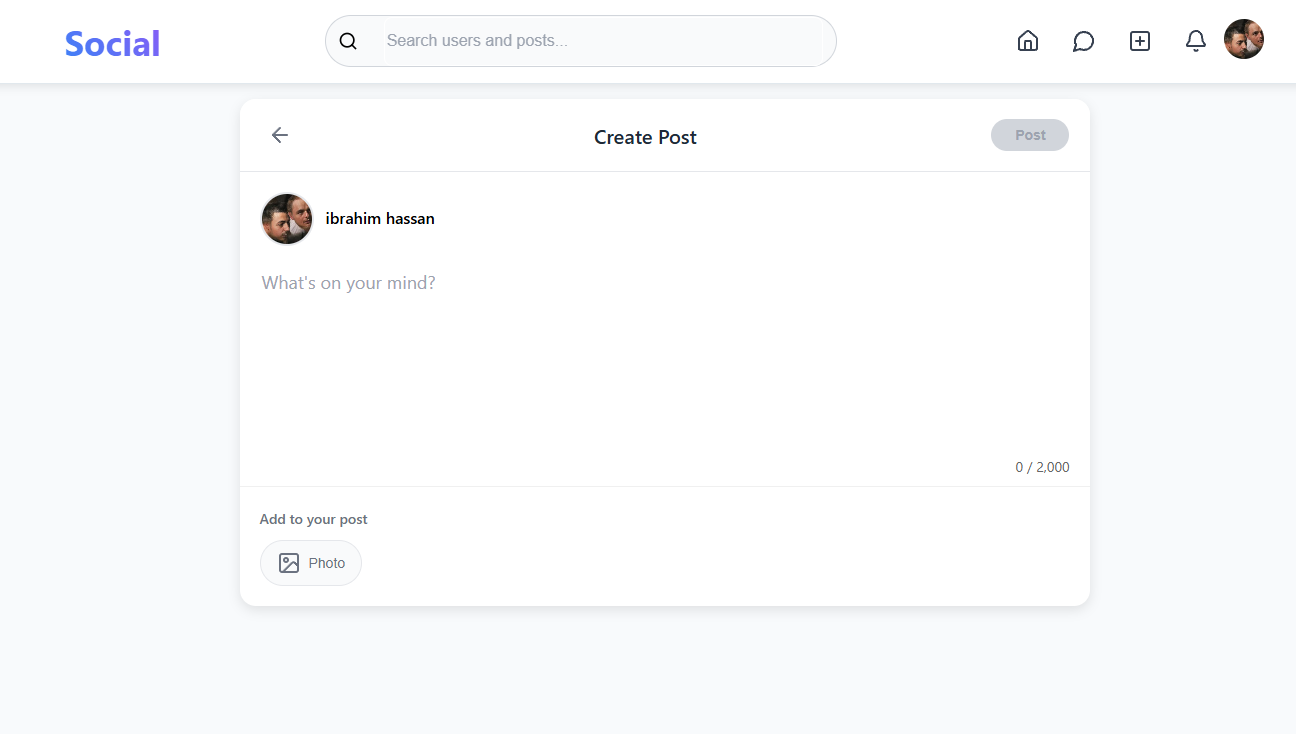 Social
Search users and posts...
Create Post
Post
ibrahim hassan
What's on your mind?
0 / 2,000
Add to your post
Photo